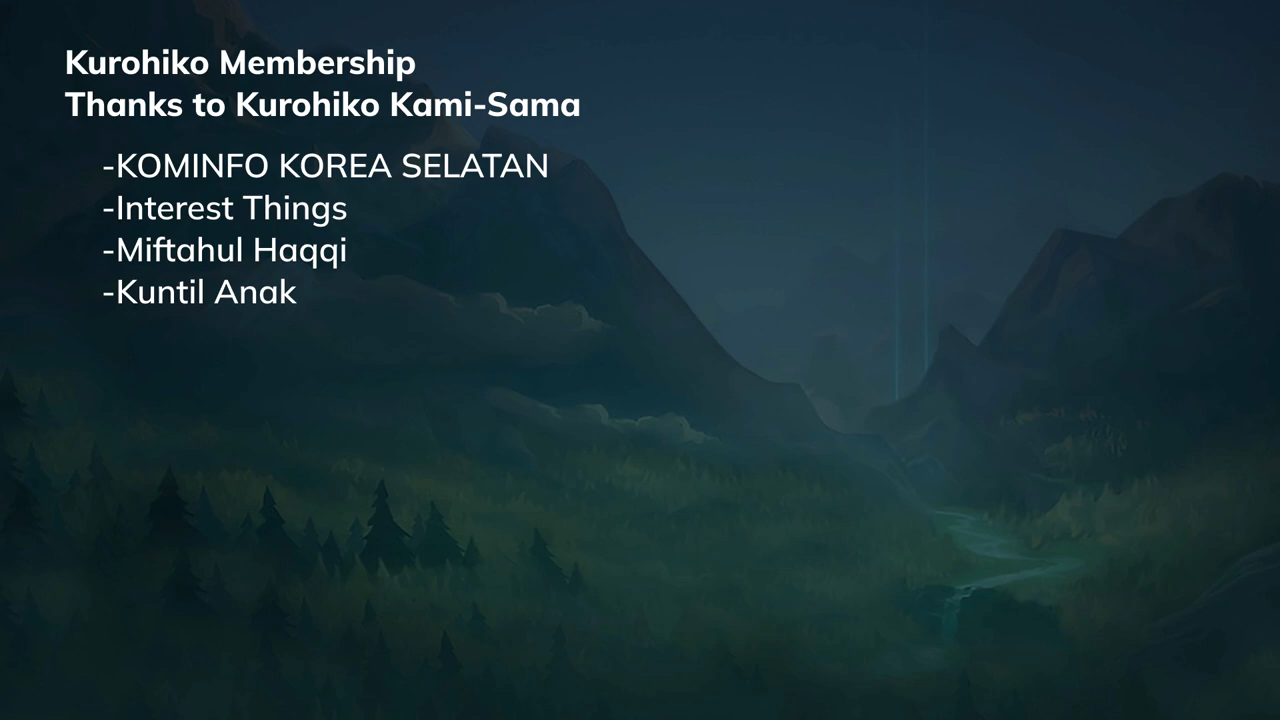 Kurohiko Membership
Thanks to Kurohiko Kami-Sama
-KOMINFO KOREA SELATAN
-Interest Things
-Miftahul Haqqi
-Kuntil Anak